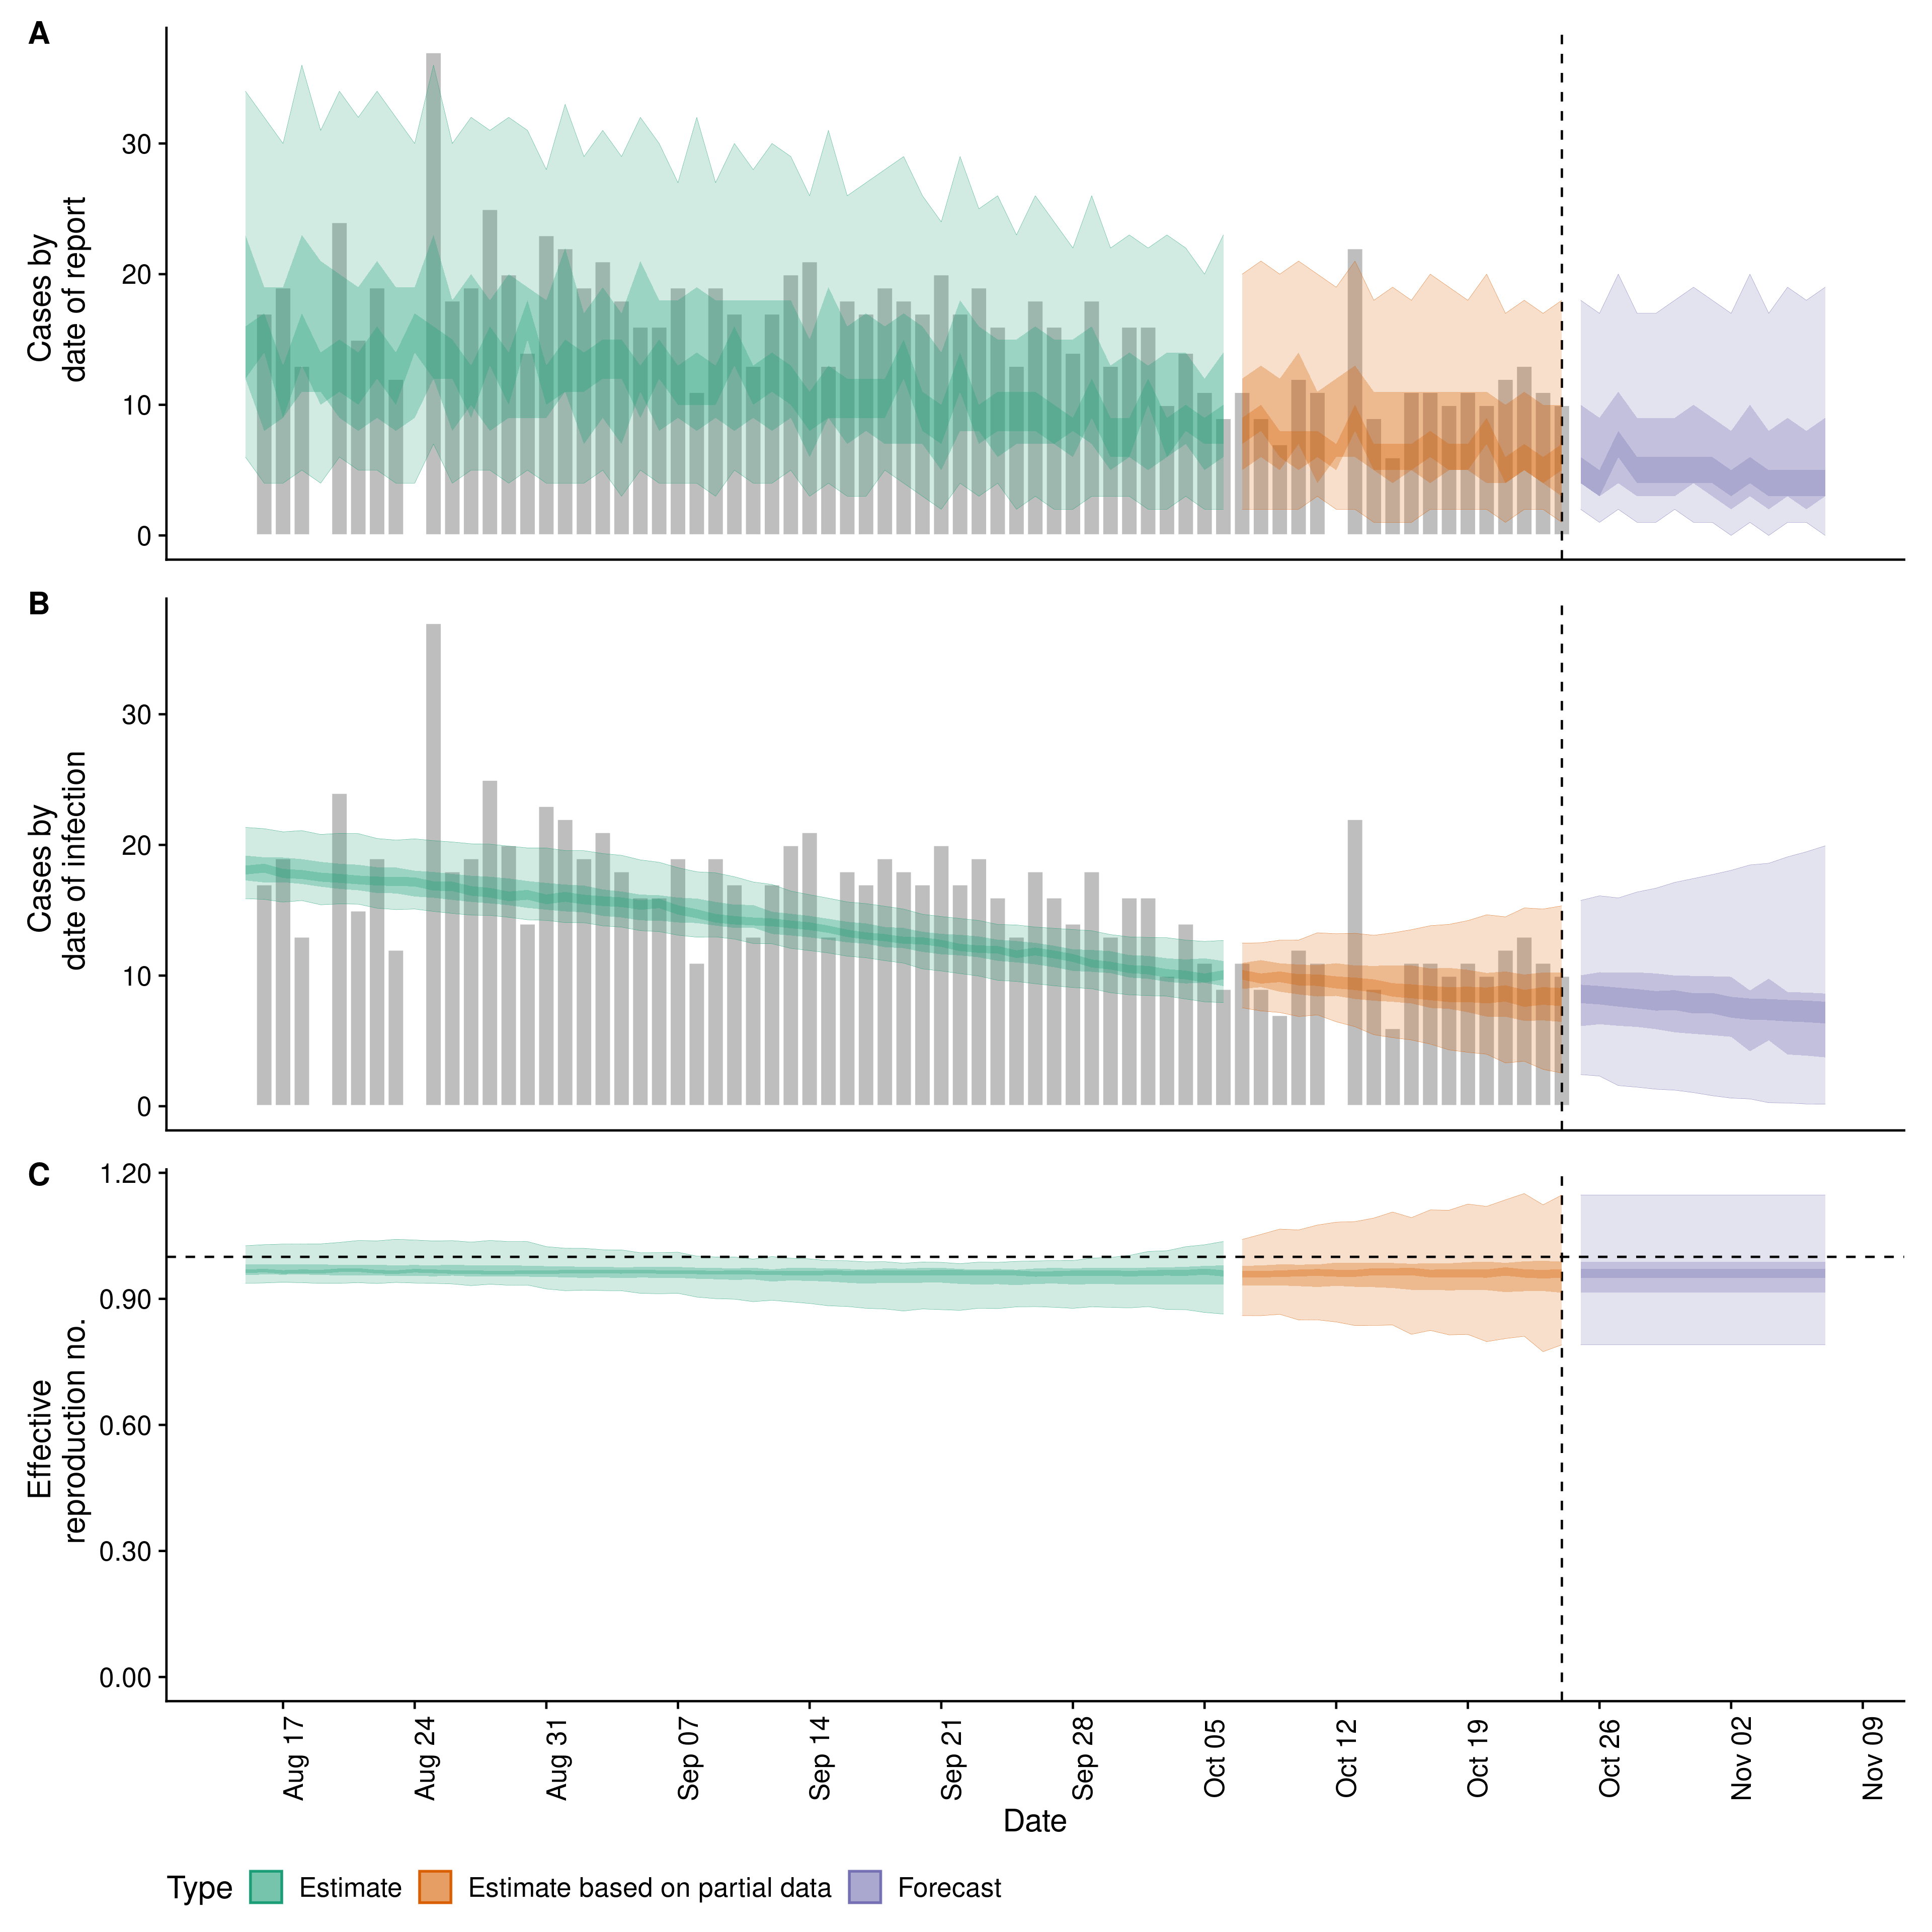 A
Cases by
date of report
30
20
10
0
B
Cases by
date of infection
30
20
10
0
C
Effective
reproduction no.
1.20
0.90
0.60
0.30
0.00
Aug 17
Aug 24
Aug 31
Sep 07
Sep 14
Sep 21
Sep 28
Oct 05
Oct 12
Oct 19
Oct 26
Nov 02
Nov 09
Date
Type Estimate Estimate based on partial data Forecast